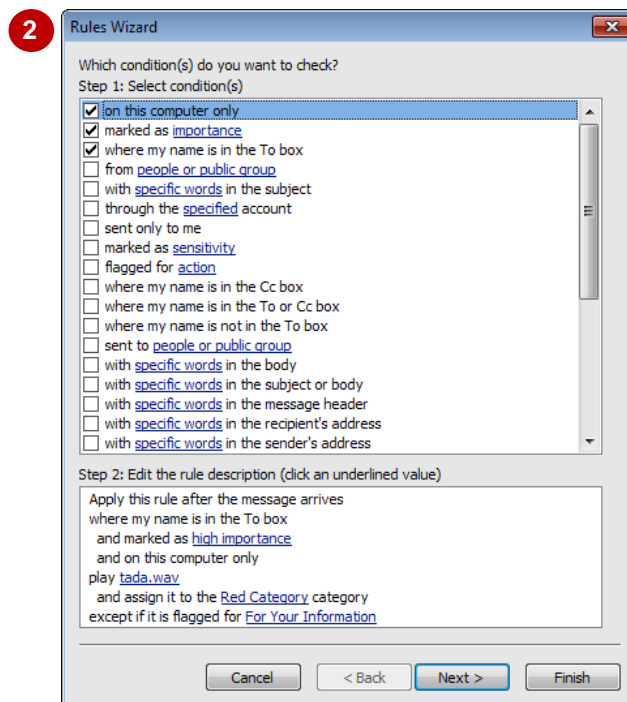 2
Rules Wizard
Which condition(s) do you want to check?
Step 1: Select condition(s)
on this computer only
marked as importance
where my name is in the To box
from people or public group
with specific words in the subject
through the specified account
sent only to me
marked as sensitivity
flagged for action
where my name is in the Cc box
where my name is in the To or Cc box
where my name is not in the To box
sent to people or public group
with specific words in the body
with specific words in the subject or body
with specific words in the message header
with specific words in the recipient's address
with specific words in the sender's address
Step 2: Edit the rule description (click an underlined value)
Apply this rule after the message arrives
where my name is in the To box
and marked as high importance
and on this computer only
play tada.wav
and assign it to the Red Category category
except if it is flagged for For Your Information
Cancel < Back Next > Finish